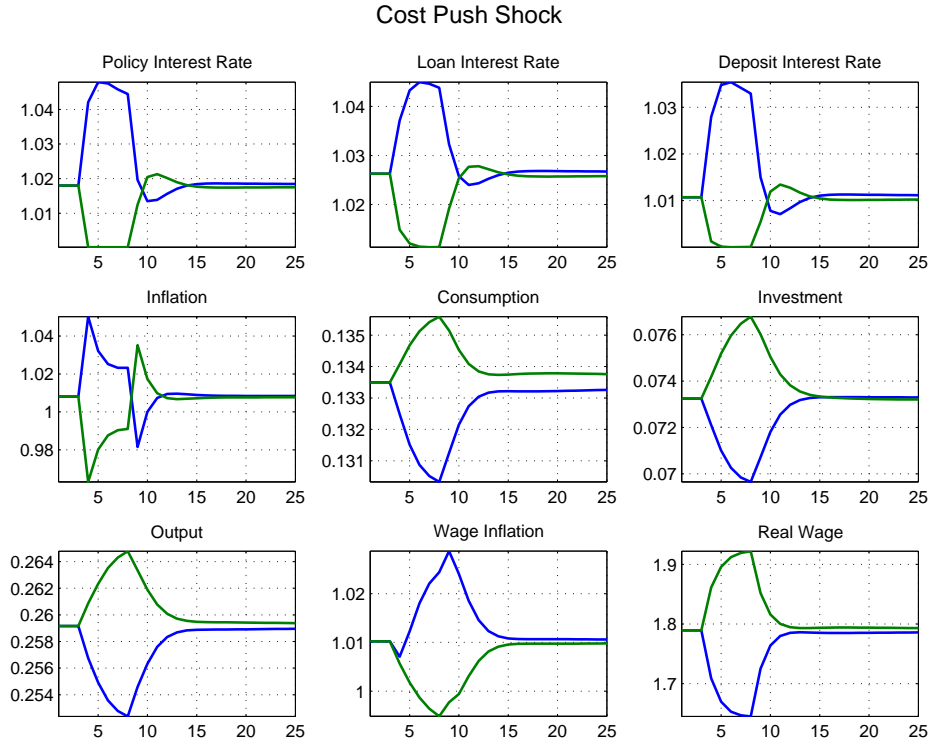 Cost Push Shock
Policy Interest Rate
1.04
1.03
1.02
1.01
5 10 15 20 25
Loan Interest Rate
1.04
1.03
1.02
5 10 15 20 25
Deposit Interest Rate
1.03
1.02
1.01
5 10 15 20 25
Inflation
1.04
1.02
1
0.98
5 10 15 20 25
Consumption
0.135
0.134
0.133
0.132
0.131
5 10 15 20 25
Investment
0.076
0.074
0.072
0.07
5 10 15 20 25
Output
0.264
0.262
0.26
0.258
0.256
0.254
5 10 15 20 25
Wage Inflation
1.02
1.01
1
5 10 15 20 25
Real Wage
1.9
1.8
1.7
5 10 15 20 25